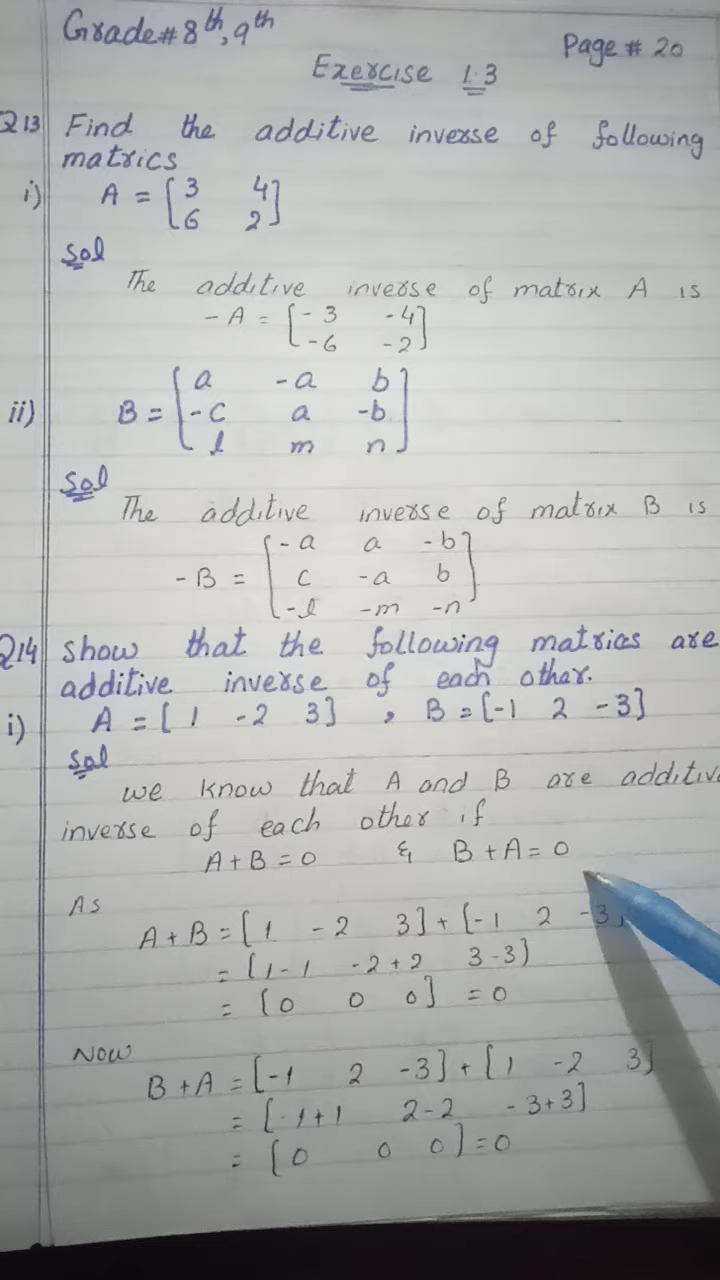 Grade# 8th, 9th
Page # 20
Exercise 1.3
Q13 Find the additive inverse of following
matrics
i) A = [3 4
6 2]
Sol
The additive inverse of matrix A is
- A = [- 3 - 4
- 6 - 2]
ii) B = [a - a b
- c a - b
l m n]
Sol
The additive inverse of matrix B is
- B = [- a a - b
c - a b
- l - m - n]
Q14 Show that the following matrias are
additive inverse of each other.
i) A = [1 -2 3] , B = [-1 2 -3]
Sol
we know that A and B are additive
inverse of each other if
A + B = 0 & B + A = 0
As
A + B = [1 - 2 3] + [- 1 2 - 3]
= [1 - 1 - 2 + 2 3 - 3]
= [0 0 0] = 0
Now
B + A = [-1 2 -3] + [1 -2 3]
= [-1+1 2-2 -3+3]
= [0 0 0] = 0